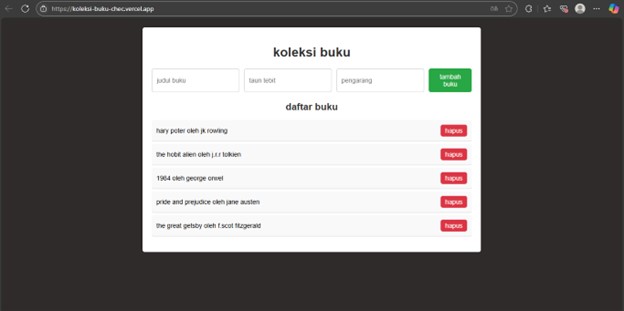 https://koleksi-buku-chec.vercel.app
koleksi buku
judul buku
taun tebit
pengarang
tambah
buku
daftar buku
hary poter oleh jk rowling
hapus
the hobit alien oleh j.r.r tolkien
hapus
1984 oleh george orwel
hapus
pride and prejudice oleh jane austen
hapus
the great getsby oleh f.scot fitzgerald
hapus